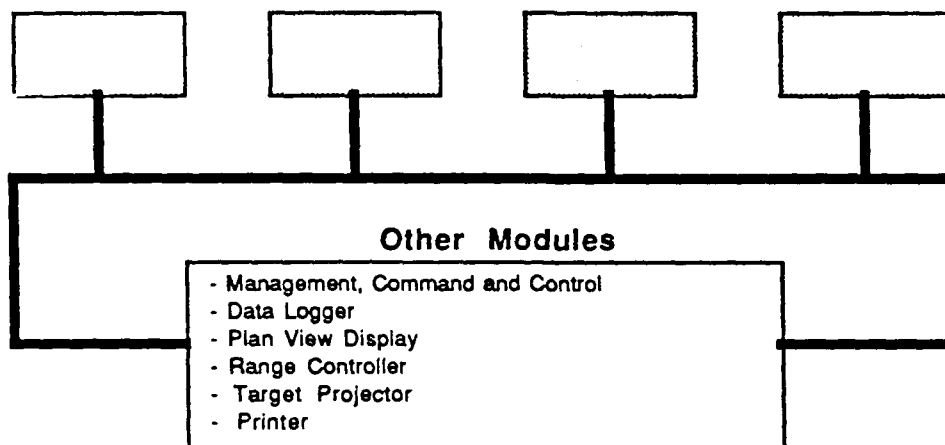 Other Modules
- Management, Command and Control
- Data Logger
- Plan View Display
- Range Controller
- Target Projector
- Printer